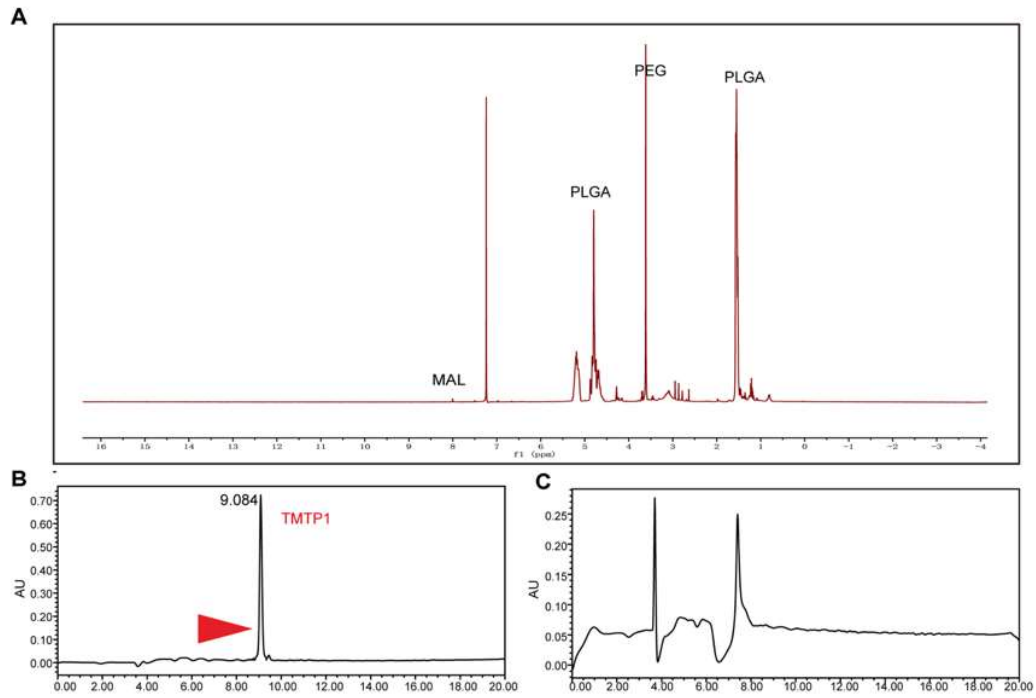 A
PEG
PLGA
PLGA
MAL
16 15 14 13 12 11 10 9 8 7 6 5 4 3 2 1 0 -1 -2 -3 -4
f1 (ppm)
B
C
9.084
TMTP1
0.70
0.60
0.50
0.40
0.30
0.20
0.10
0.00
AU
0.00 2.00 4.00 6.00 8.00 10.00 12.00 14.00 16.00 18.00 20.00
0.25
0.20
0.15
0.10
0.05
0.00
AU
0.00 2.00 4.00 6.00 8.00 10.00 12.00 14.00 16.00 18.00 20.0